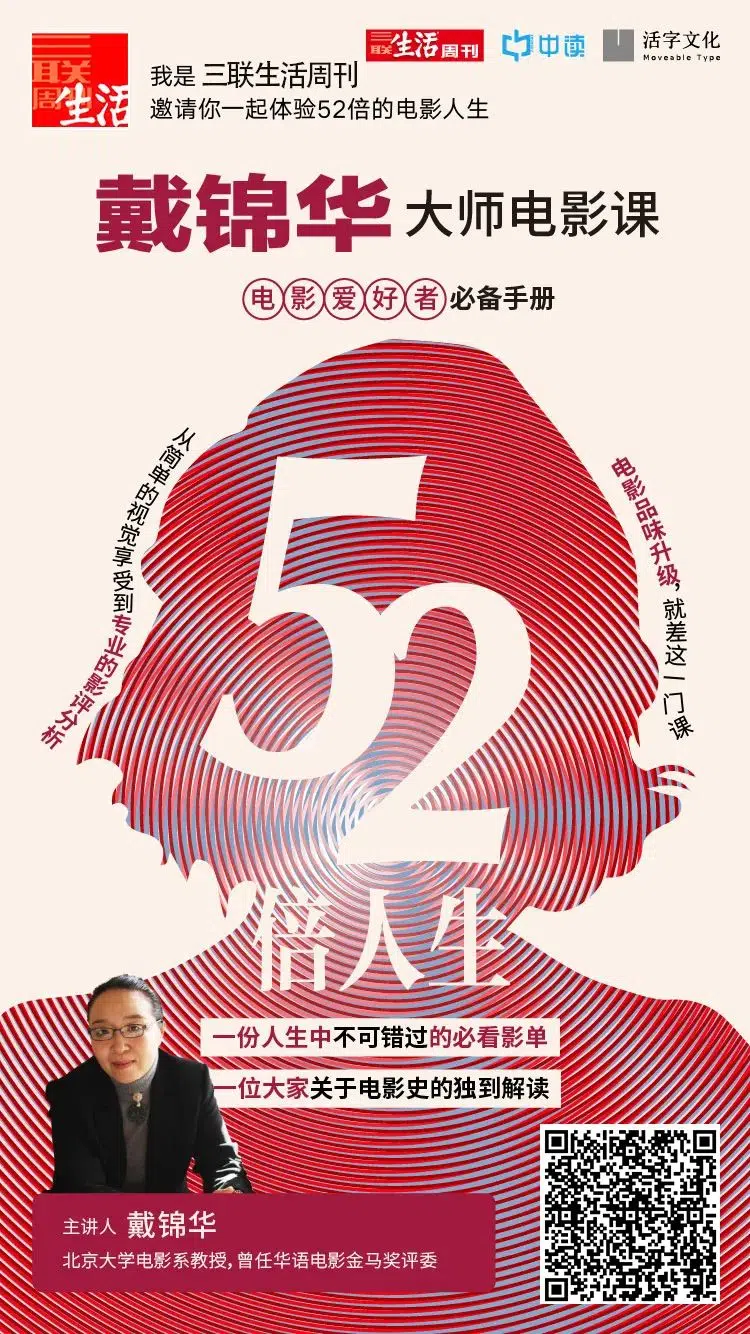 三联生活周刊
三联生活周刊
中读
活字文化
Moveable Type
我是 三联生活周刊
邀请你一起体验52倍的电影人生
戴锦华 大师电影课
电影爱好者必备手册
从简单的视觉享受到专业的影评分析
电影品味升级，就差这一门课
52
倍人生
一份人生中不可错过的必看影单
一位大家关于电影史的独到解读
主讲人 戴锦华
北京大学电影系教授，曾任华语电影金马奖评委